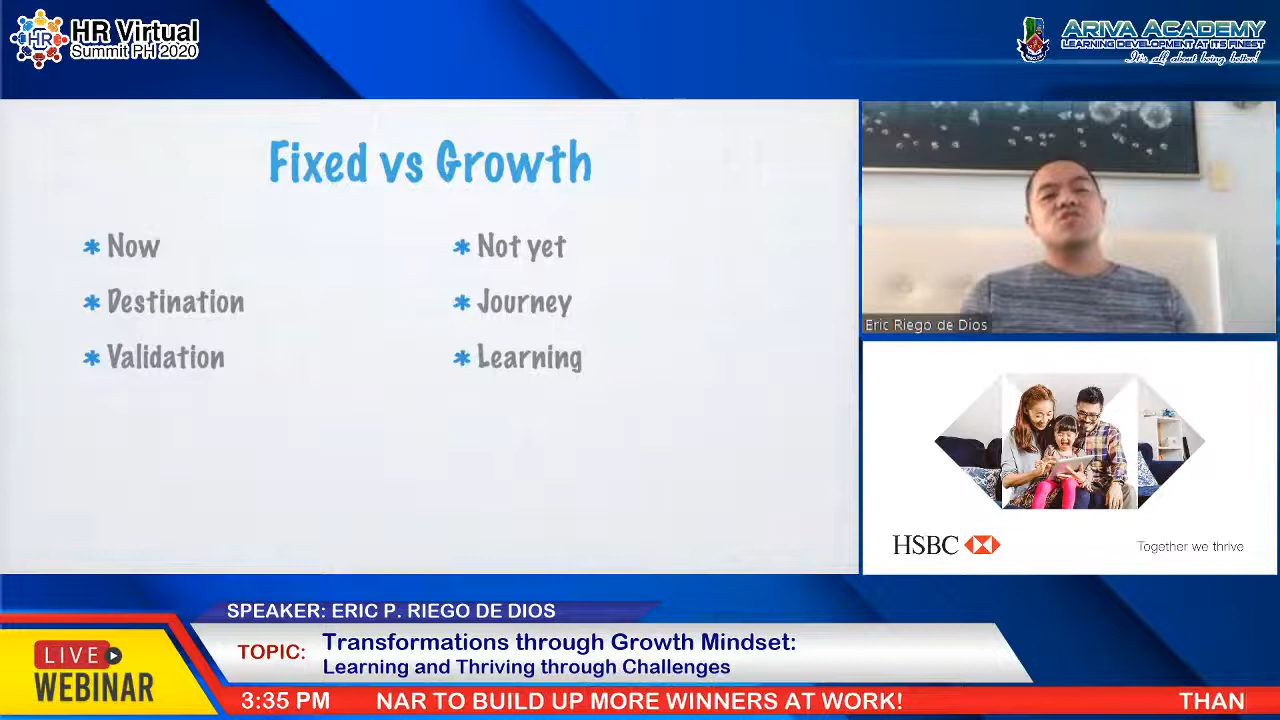 HR Virtual
Summit PH 2020
ARIVA ACADEMY
LEARNING DEVELOPMENT AT ITS FINEST
It's all about being better!
Fixed vs Growth
* Now
* Destination
* Validation
* Not yet
* Journey
* Learning
Eric Riego de Dios
HSBC
Together we thrive
SPEAKER: ERIC P. RIEGO DE DIOS
TOPIC: Transformations through Growth Mindset:
Learning and Thriving through Challenges
LIVE
WEBINAR
3:35 PM NAR TO BUILD UP MORE WINNERS AT WORK! THAN